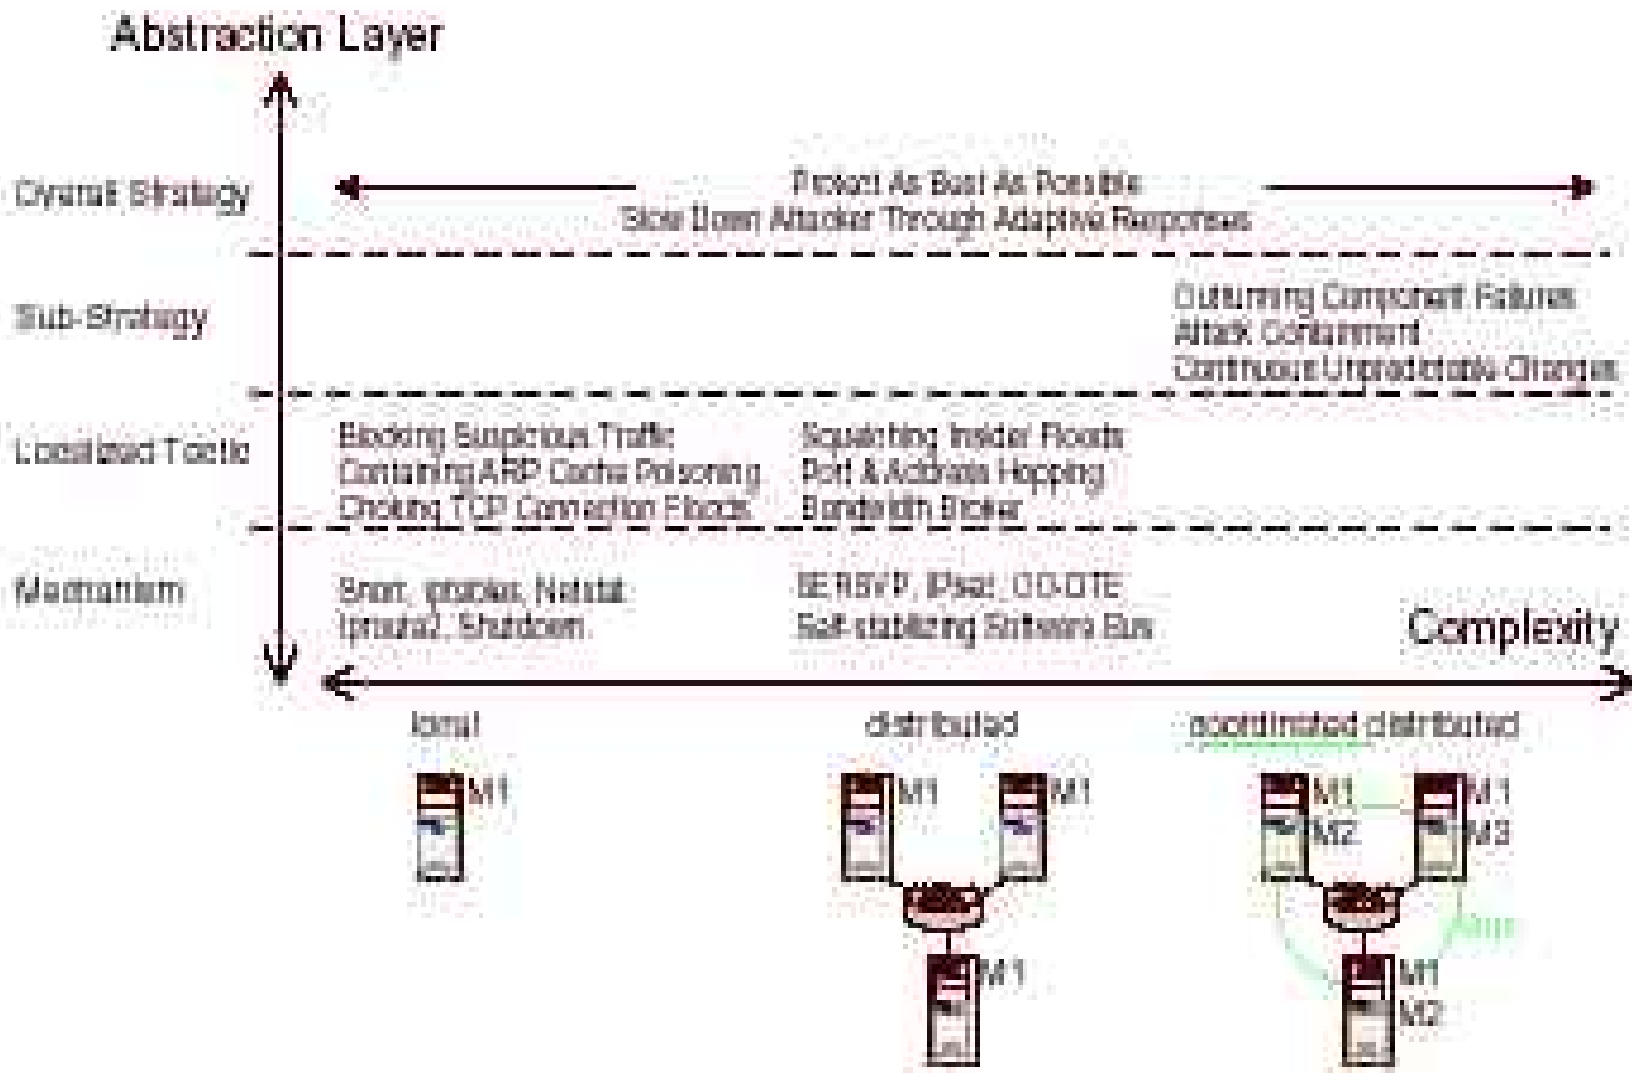 Abstraction Layer
Overall Strategy
Protect As Best As Possible
Slow Down Attacker Through Adaptive Responses
Sub-Strategy
Outrunning Component Failures
Attack Containment
Continuous Unpredictable Changes
Localized Tactic
Blocking Suspicious Traffic
Containing ARP Cache Poisoning
Choking TCP Connection Floods
Squelching Insider Floods
Port & Address Hopping
Bandwidth Broker
Mechanism
Snort, iptables, Netstat
Iproute2, Shutdown
SE RSVP, IPsec, OO-DTE
Self-stabilizing Software Bus
Complexity
local
distributed
coordinated distributed
M1
M1
M1
M1
M1
M2
M1
M3
M1
M2